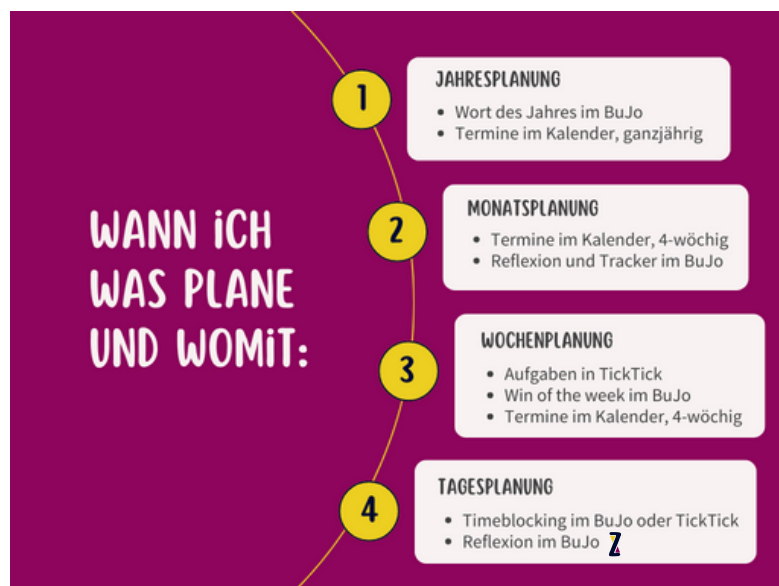 WANN iCH
WAS PLANE
UND WOMiT:
1
JAHRESPLANUNG
• Wort des Jahres im BuJo
• Termine im Kalender, ganzjährig
2
MONATSPLANUNG
• Termine im Kalender, 4-wöchig
• Reflexion und Tracker im BuJo
3
WOCHENPLANUNG
• Aufgaben in TickTick
• Win of the week im BuJo
• Termine im Kalender, 4-wöchig
4
TAGESPLANUNG
• Timeblocking im BuJo oder TickTick
• Reflexion im BuJo Z